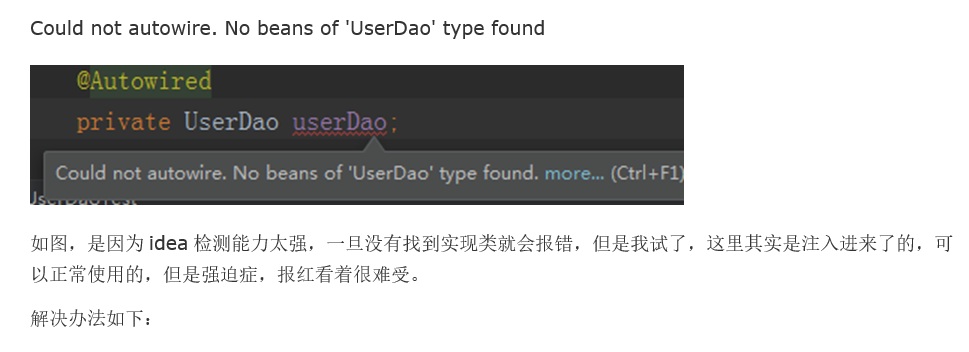 Could not autowire. No beans of 'UserDao' type found
@Autowired
private UserDao userDao;
Could not autowire. No beans of 'UserDao' type found. more... (Ctrl+F1)
UserDaoTest
如图，是因为 idea 检测能力太强，一旦没有找到实现类就会报错，但是我试了，这里其实是注入进来了的，可
以正常使用的，但是强迫症，报红看着很难受。
解决办法如下：